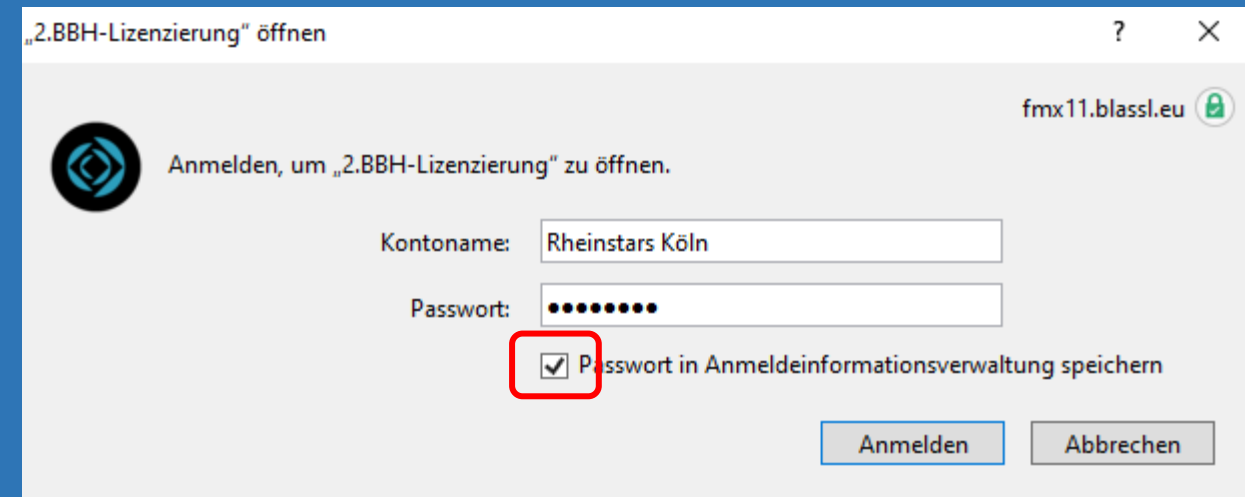 „2.BBH-Lizenzierung“ öffnen
?
fmx11.blassl.eu
Anmelden, um „2.BBH-Lizenzierung“ zu öffnen.
Kontoname: Rheinstars Köln
Passwort: ••••••••
Passwort in Anmeldeinformationsverwaltung speichern
Anmelden Abbrechen